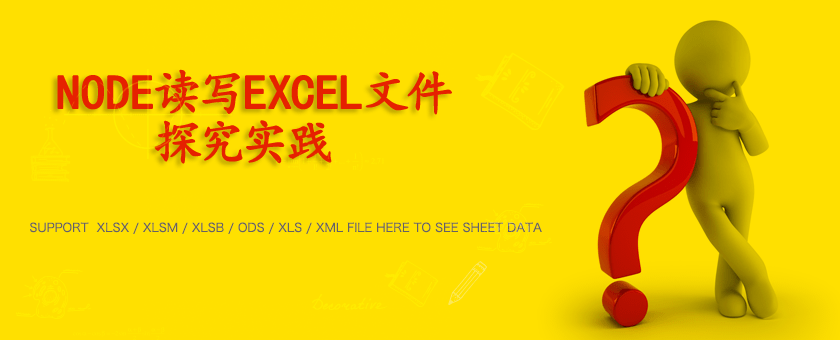 NODE读写EXCEL文件
探究实践
SUPPORT XLSX / XLSM / XLSB / ODS / XLS / XML FILE HERE TO SEE SHEET DATA